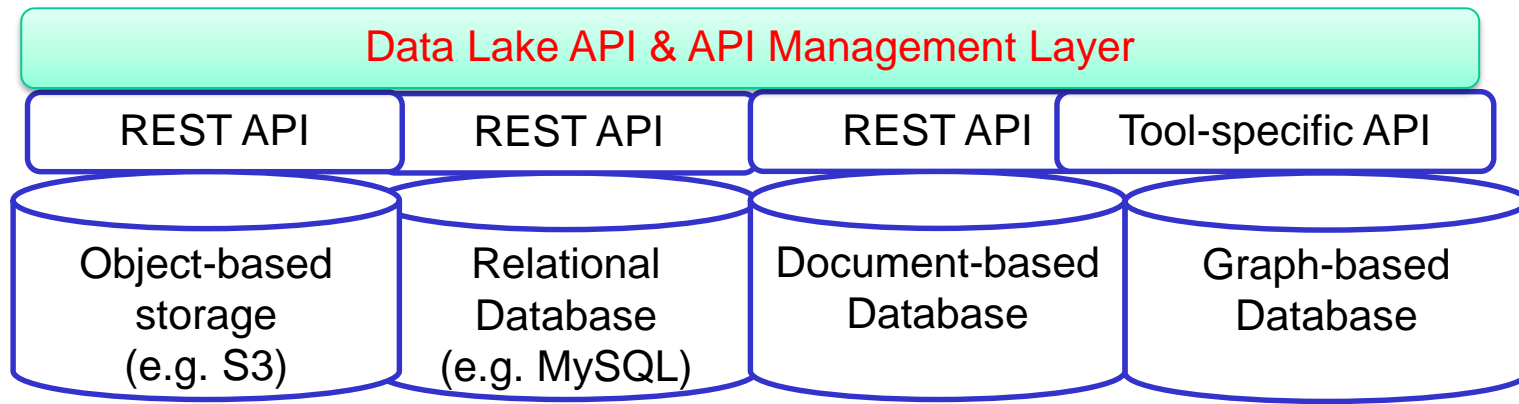 Data Lake API & API Management Layer
REST API
REST API
REST API
Tool-specific API
Object-based
storage
(e.g. S3)
Relational
Database
(e.g. MySQL)
Document-based
Database
Graph-based
Database